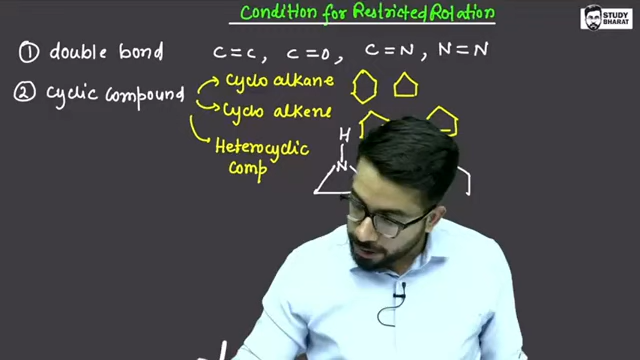 Condition for Restricted Rotation
STUDY BHARAT
① double bond C=C, C=O, C=N, N=N
② Cyclic Compound Cyclo alkane
Cyclo alkene
Heterocyclic comp
H
N